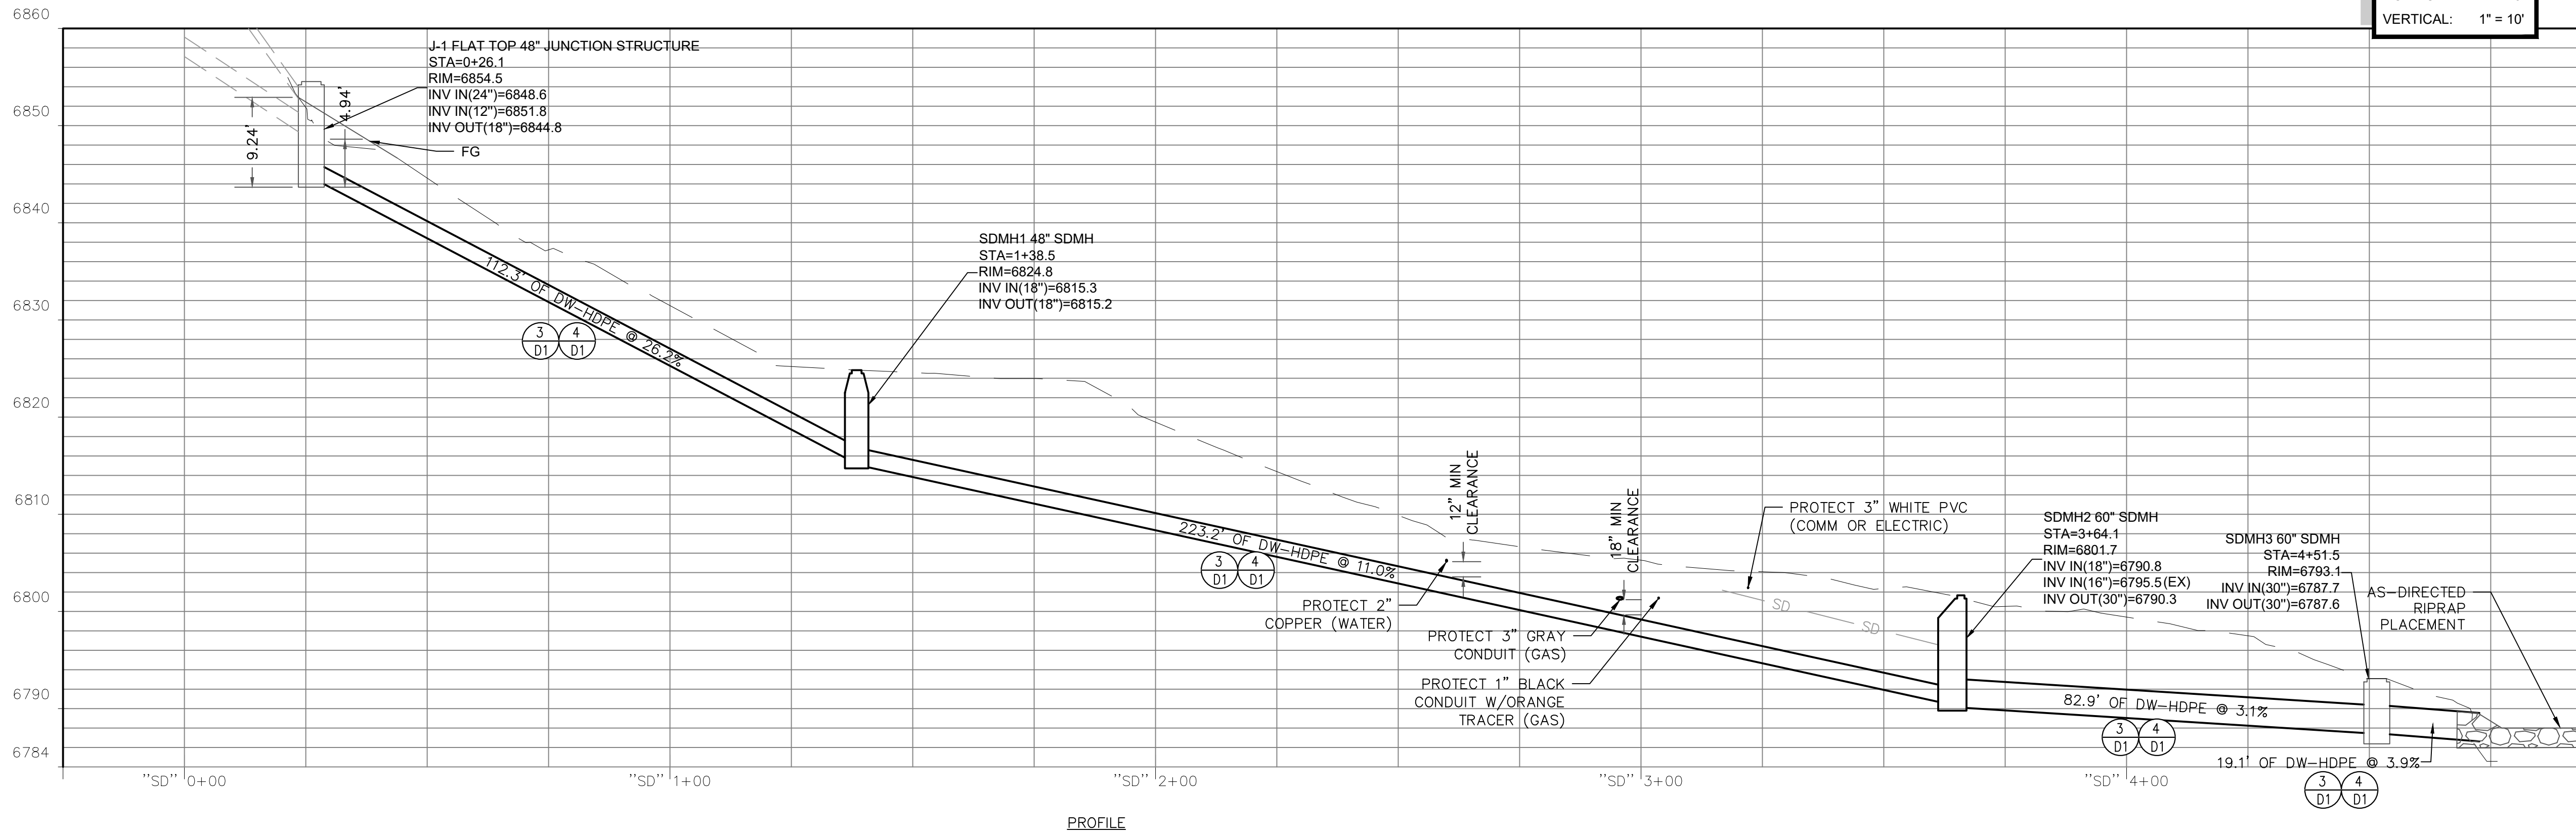 VERTICAL: 1" = 10'
6860
6850
6840
6830
6820
6810
6800
6790
6784
J-1 FLAT TOP 48" JUNCTION STRUCTURE
STA=0+26.1
RIM=6854.5
INV IN(24")=6848.6
INV IN(12")=6851.8
INV OUT(18")=6844.8
9.24'
4.94'
FG
112.3' OF DW-HDPE @ 26.2%
3
D1
4
D1
SDMH1 48" SDMH
STA=1+38.5
RIM=6824.8
INV IN(18")=6815.3
INV OUT(18")=6815.2
223.2' OF DW-HDPE @ 11.0%
3
D1
4
D1
12" MIN
CLEARANCE
18" MIN
CLEARANCE
PROTECT 2"
COPPER (WATER)
PROTECT 3" GRAY
CONDUIT (GAS)
PROTECT 1" BLACK
CONDUIT W/ORANGE
TRACER (GAS)
PROTECT 3" WHITE PVC
(COMM OR ELECTRIC)
SD
SD
SDMH2 60" SDMH
STA=3+64.1
RIM=6801.7
INV IN(18")=6790.8
INV IN(16")=6795.5(EX)
INV OUT(30")=6790.3
SDMH3 60" SDMH
STA=4+51.5
RIM=6793.1
INV IN(30")=6787.7
INV OUT(30")=6787.6
AS-DIRECTED
RIPRAP
PLACEMENT
82.9' OF DW-HDPE @ 3.1%
3
D1
4
D1
19.1' OF DW-HDPE @ 3.9%
3
D1
4
D1
"SD" 0+00
"SD" 1+00
"SD" 2+00
"SD" 3+00
"SD" 4+00
PROFILE